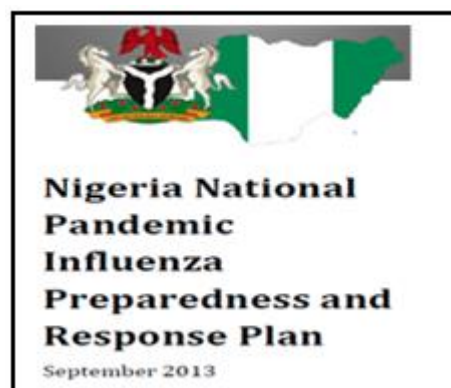 Nigeria National
Pandemic
Influenza
Preparedness and
Response Plan
September 2013